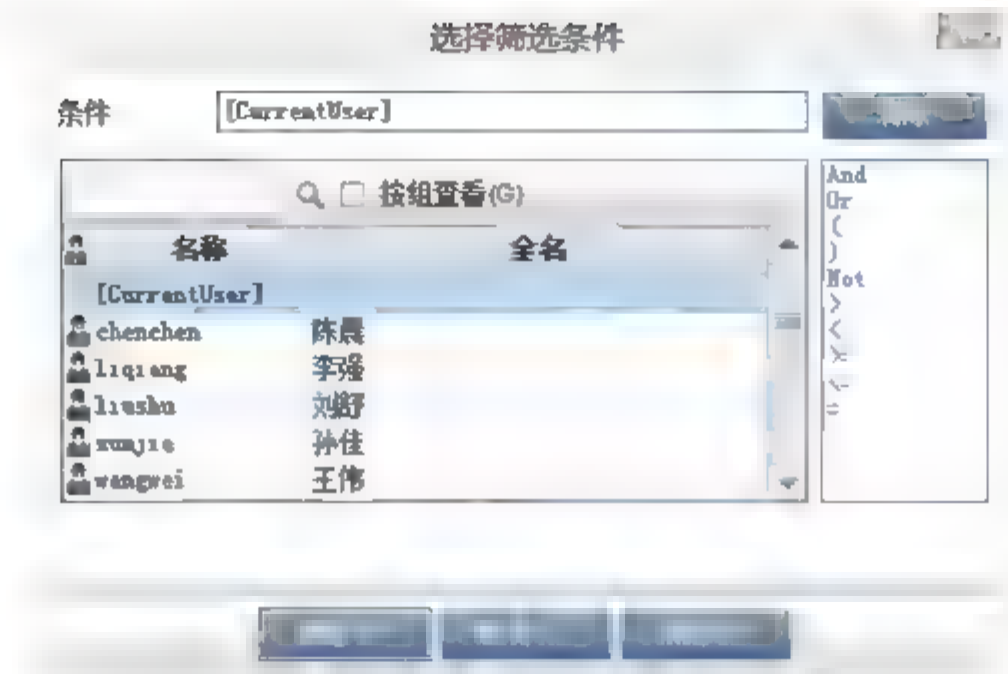 选择筛选条件
条件 [CurrentUser]
按组查看(G)
名称 全名
[CurrentUser]
chenchen 陈晨
liqiang 李强
liushu 刘舒
sunjie 孙佳
wangwei 王伟
And
Or
(
)
Not
>
<
=